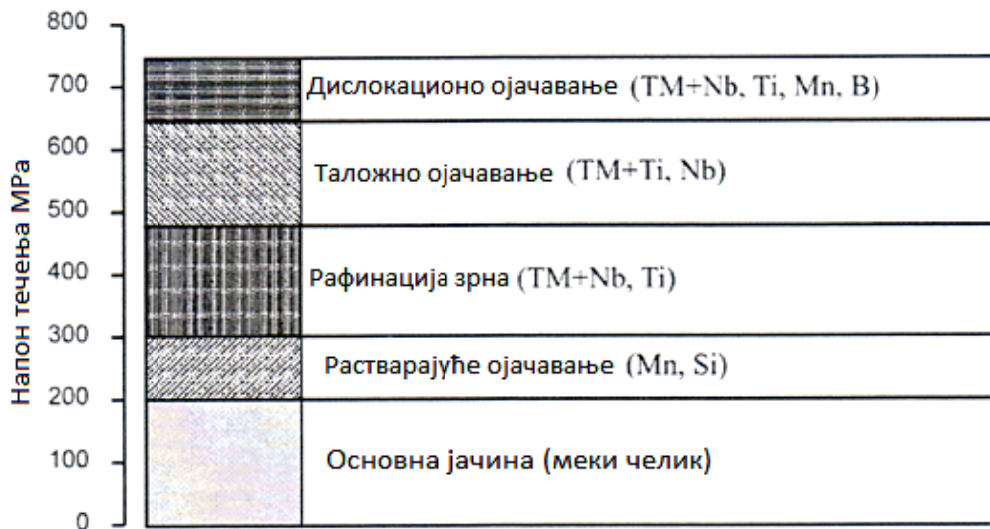 800
700
600
500
400
300
200
100
0
Напон течења MPa
Дислокационо ојачавање (TM+Nb, Ti, Mn, B)
Таложно ојачавање (TM+Ti, Nb)
Рафинација зрна (TM+Nb, Ti)
Растварајуће ојачавање (Mn, Si)
Основна јачина (меки челик)